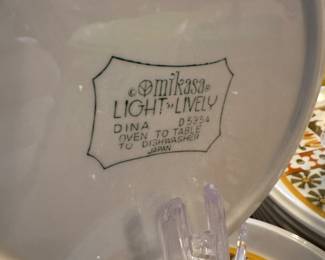 © mikasa®
LIGHT 'n LIVELY
DINA D5354
OVEN TO TABLE
TO DISHWASHER
JAPAN